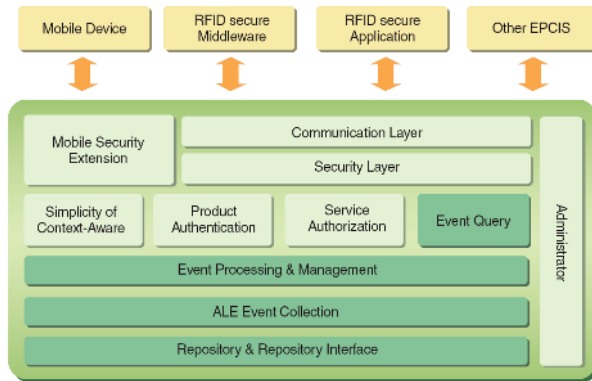 Mobile Device
RFID secure
Middleware
RFID secure
Application
Other EPCIS
Mobile Security
Extension
Communication Layer
Security Layer
Simplicity of
Context-Aware
Product
Authentication
Service
Authorization
Event Query
Administrator
Event Processing & Management
ALE Event Collection
Repository & Repository Interface